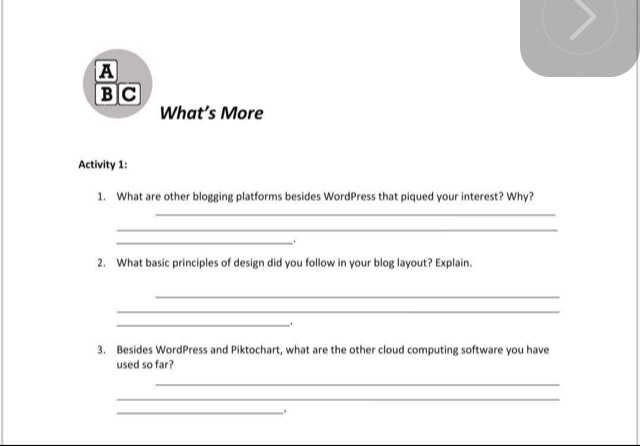 A
B C
What's More
Activity 1:
1. What are other blogging platforms besides WordPress that piqued your interest? Why?
.
2. What basic principles of design did you follow in your blog layout? Explain.
.
3. Besides WordPress and Piktochart, what are the other cloud computing software you have
used so far?
.